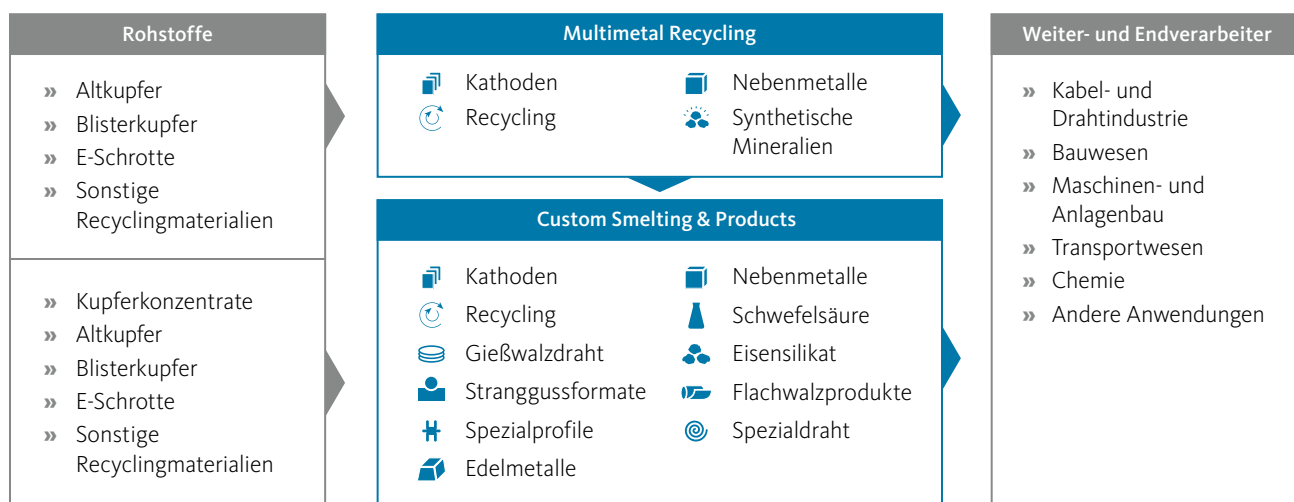 Rohstoffe
» Altkupfer
» Blisterkupfer
» E-Schrotte
» Sonstige
Recyclingmaterialien
» Kupferkonzentrate
» Altkupfer
» Blisterkupfer
» E-Schrotte
» Sonstige
Recyclingmaterialien
Multimetal Recycling
Kathoden
Recycling
Nebenmetalle
Synthetische
Mineralien
Custom Smelting & Products
Kathoden
Recycling
Gießwalzdraht
Stranggussformate
Spezialprofile
Edelmetalle
Nebenmetalle
Schwefelsäure
Eisensilikat
Flachwalzprodukte
Spezialdraht
Weiter- und Endverarbeiter
» Kabel- und
Drahtindustrie
» Bauwesen
» Maschinen- und
Anlagenbau
» Transportwesen
» Chemie
» Andere Anwendungen